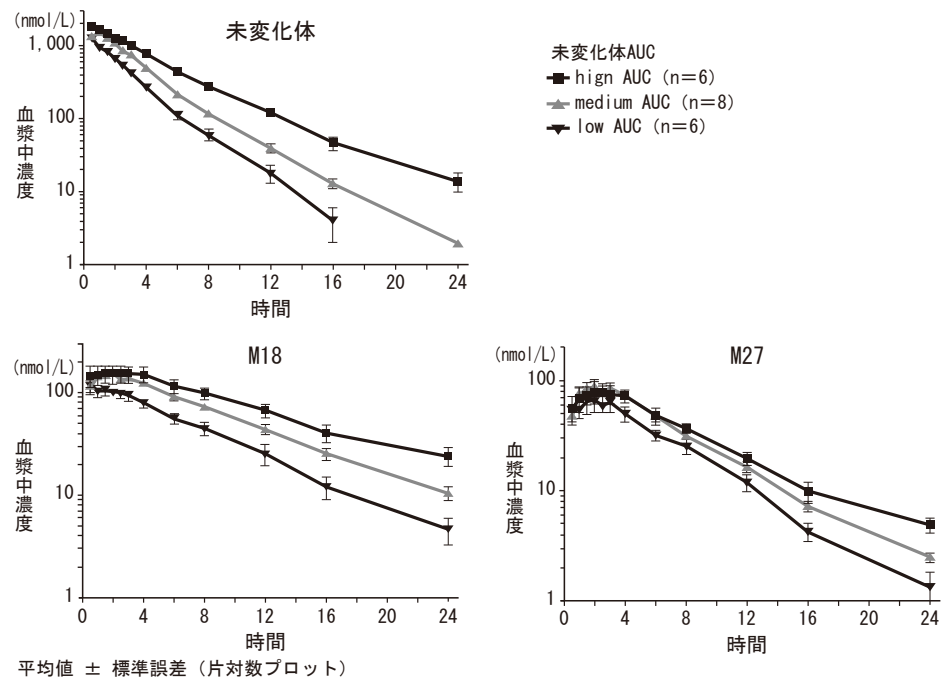 (nmol/L)
未変化体
1,000
100
10
1
血漿中濃度
0 4 8 12 16 20 24
時間
未変化体AUC
hign AUC (n=6)
medium AUC (n=8)
low AUC (n=6)
(nmol/L)
M18
100
10
1
血漿中濃度
0 4 8 12 16 20 24
時間
(nmol/L)
M27
100
10
1
血漿中濃度
0 4 8 12 16 20 24
時間
平均値 ± 標準誤差 (片対数プロット)